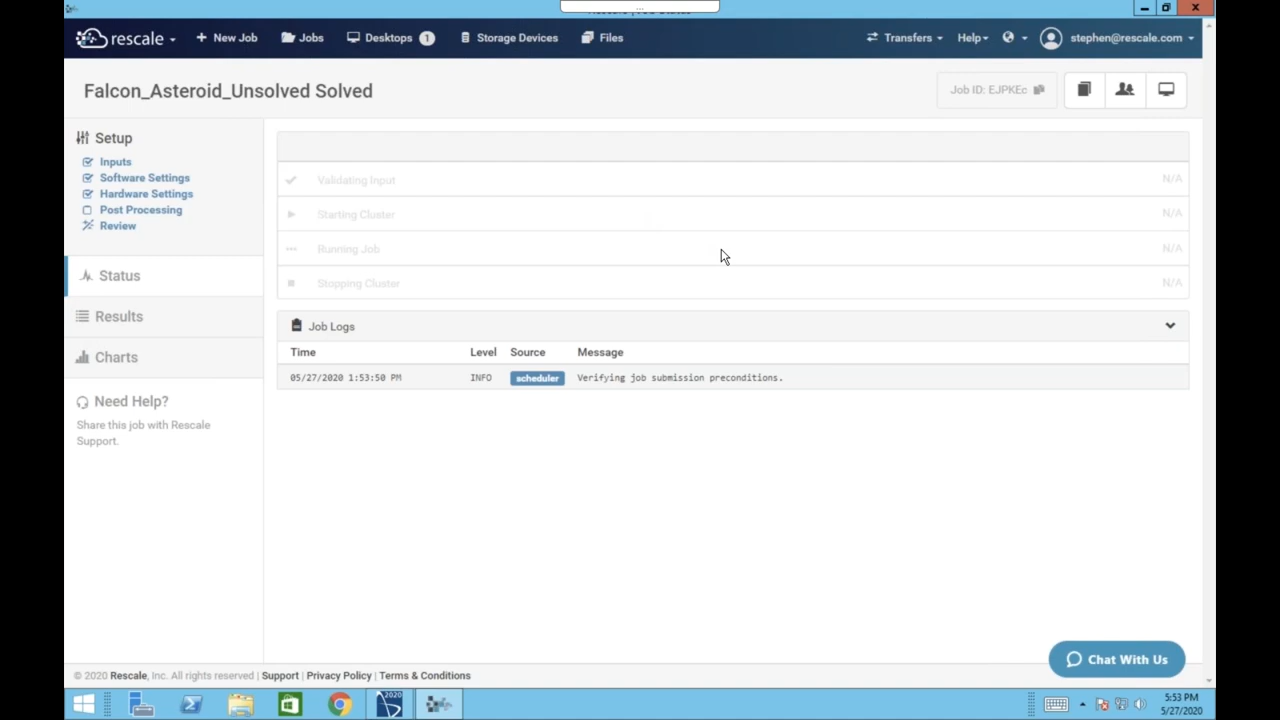 ...
rescale
New Job
Jobs
Desktops 1
Storage Devices
Files
Transfers
Help
stephen@rescale.com
Falcon_Asteroid_Unsolved Solved
Job ID: EJPKEc
Setup
Inputs
Software Settings
Hardware Settings
Post Processing
Review
Status
Results
Charts
Need Help?
Share this job with Rescale
Support.
Validating Input N/A
Starting Cluster N/A
Running Job N/A
Stopping Cluster N/A
Job Logs
Time Level Source Message
05/27/2020 1:53:50 PM INFO scheduler Verifying job submission preconditions.
Chat With Us
© 2020 Rescale, Inc. All rights reserved | Support | Privacy Policy | Terms & Conditions
2020
5:53 PM
5/27/2020